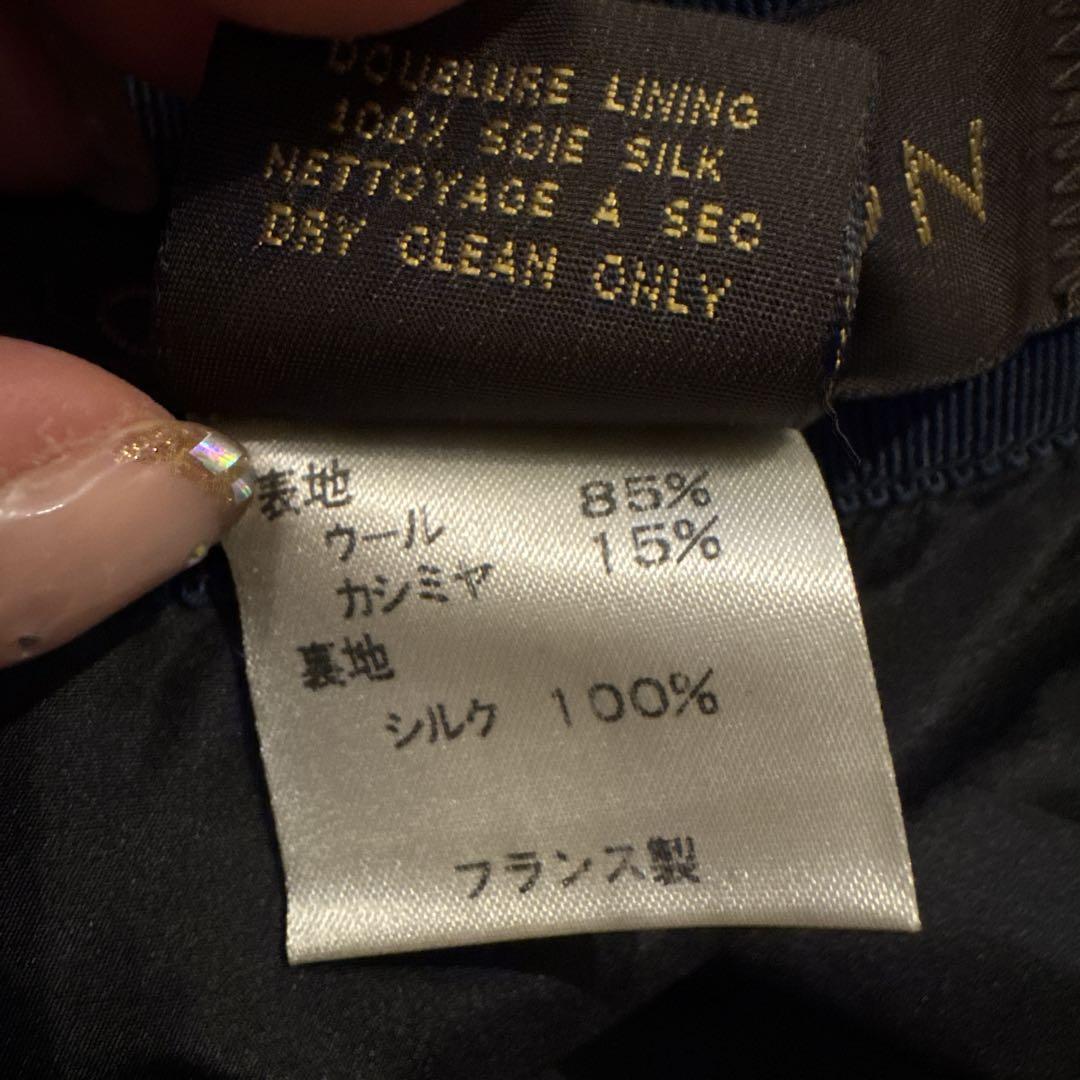 DOUBLURE LINING
100% SOIE SILK
NETTOYAGE A SEC
DRY CLEAN ONLY
N
表地
ウール 85%
カシミヤ 15%
裏地
シルク 100%
フランス製